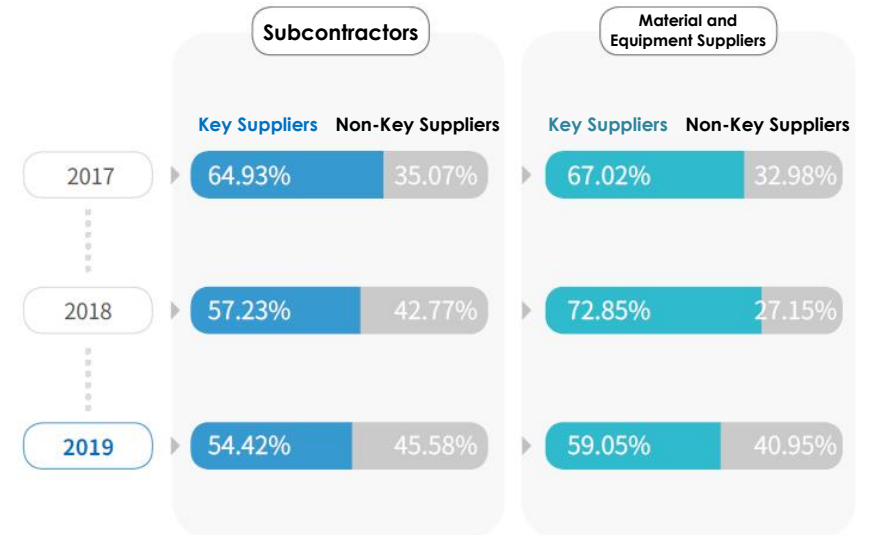 Subcontractors
Material and
Equipment Suppliers
Key Suppliers Non-Key Suppliers Key Suppliers Non-Key Suppliers
2017 64.93% 35.07% 67.02% 32.98%
2018 57.23% 42.77% 72.85% 27.15%
2019 54.42% 45.58% 59.05% 40.95%